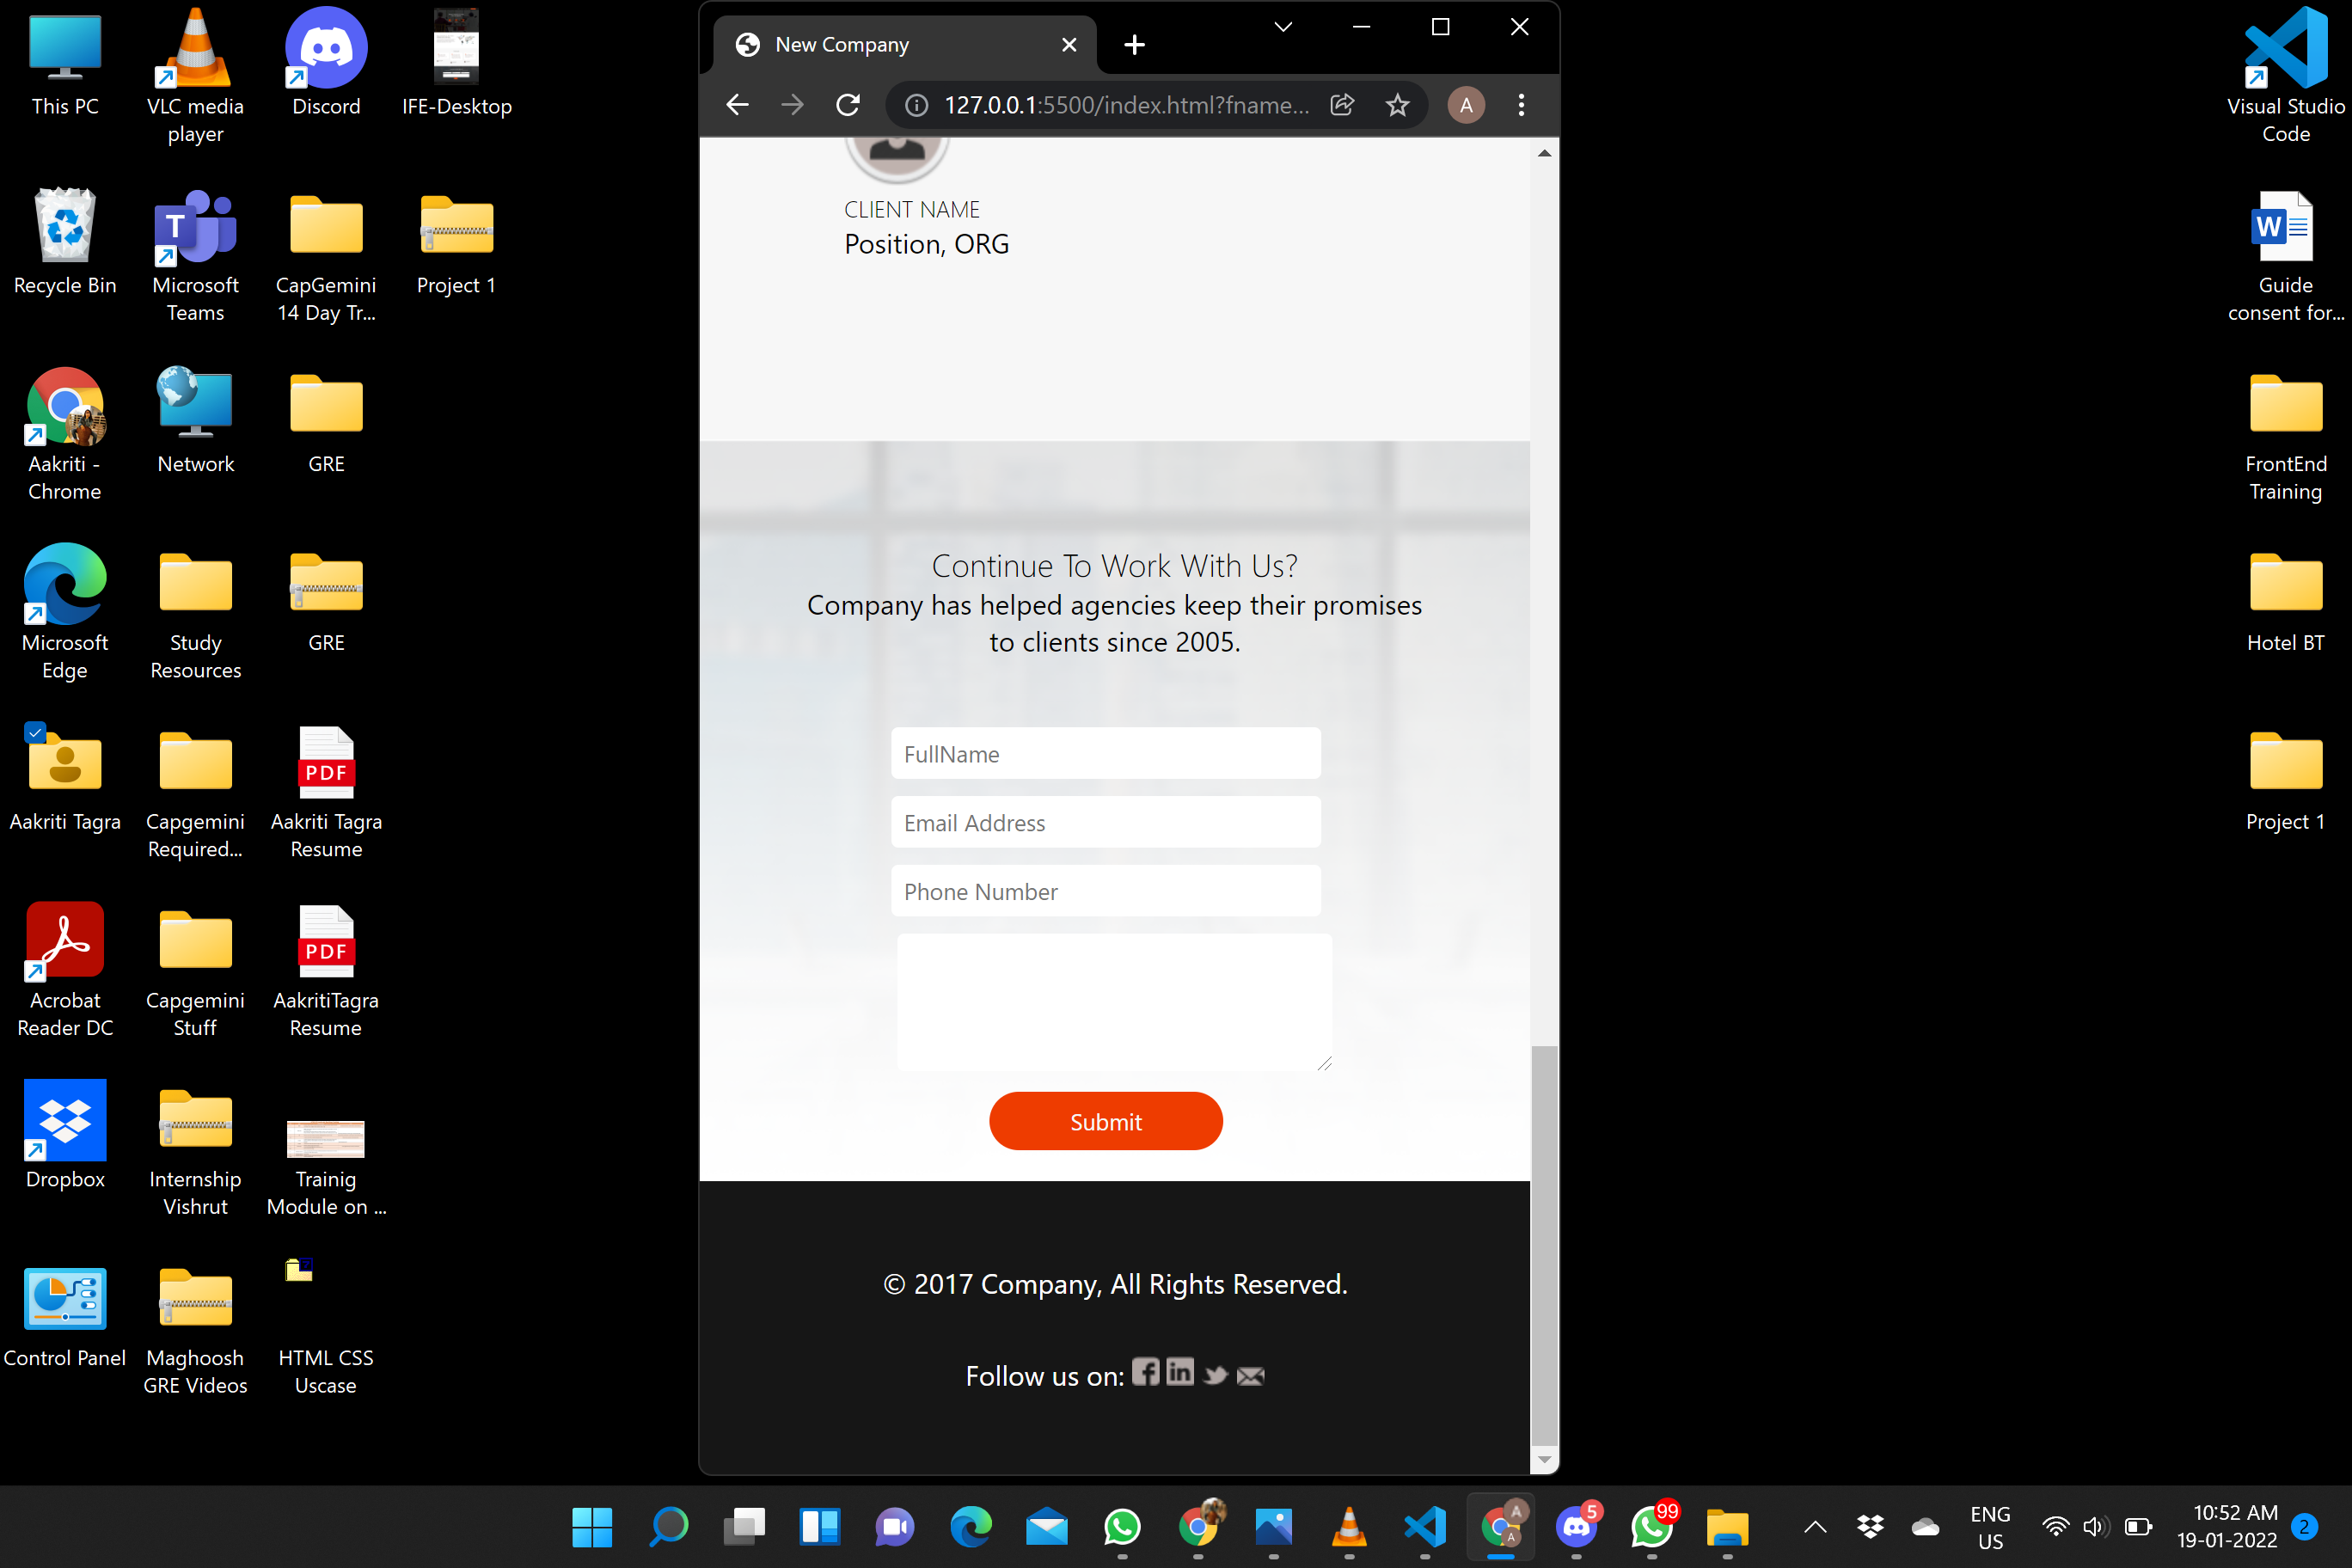 This PC
VLC media
player
Discord
IFE-Desktop
Recycle Bin
Microsoft
Teams
CapGemini
14 Day Tr...
Project 1
Aakriti -
Chrome
Network
GRE
Microsoft
Edge
Study
Resources
GRE
Aakriti Tagra
Capgemini
Required...
PDF
Aakriti Tagra
Resume
Acrobat
Reader DC
Capgemini
Stuff
PDF
AakritiTagra
Resume
Dropbox
Internship
Vishrut
Trainig
Module on ...
Control Panel
Maghoosh
GRE Videos
HTML CSS
Uscase
New Company
127.0.0.1:5500/index.html?fname...
A
CLIENT NAME
Position, ORG
Continue To Work With Us?
Company has helped agencies keep their promises
to clients since 2005.
FullName
Email Address
Phone Number
Submit
© 2017 Company, All Rights Reserved.
Follow us on:
Visual Studio
Code
Guide
consent for...
FrontEnd
Training
Hotel BT
Project 1
5
99
ENG
US
10:52 AM
19-01-2022
2